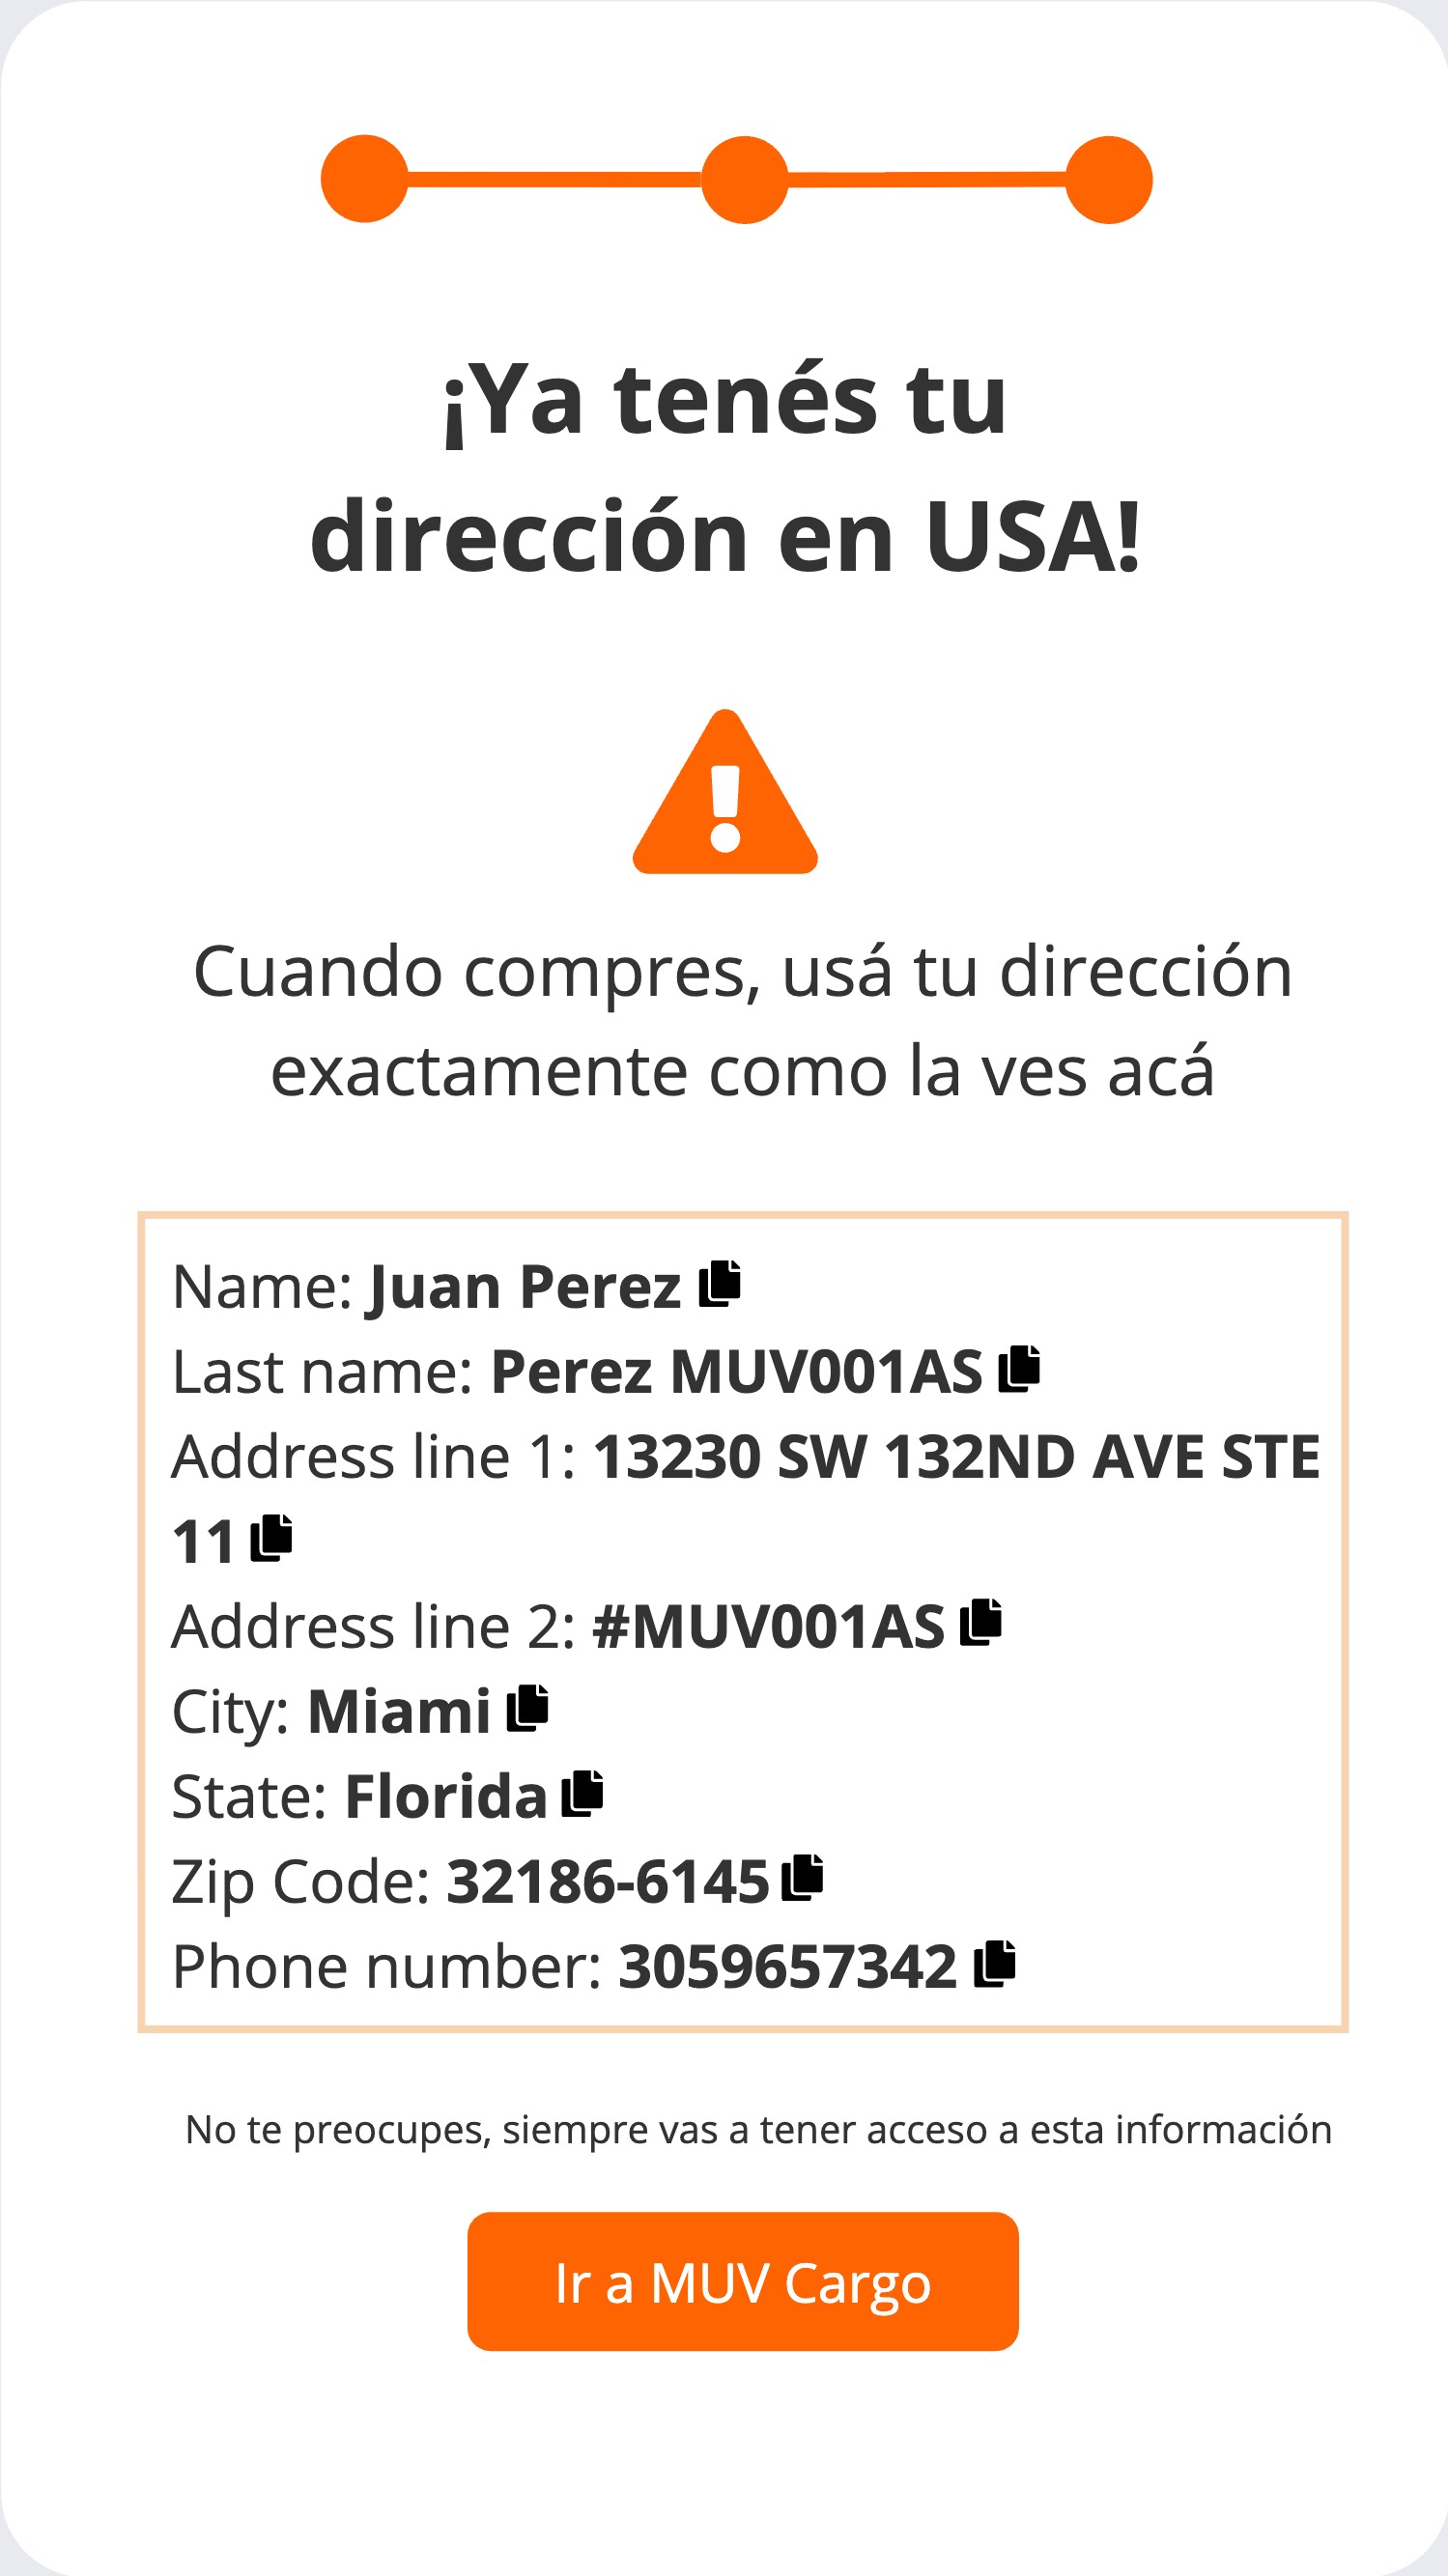 ¡Ya tenés tu
dirección en USA!
Cuando compres, usá tu dirección
exactamente como la ves acá
Name: Juan Perez
Last name: Perez MUV001AS
Address line 1: 13230 SW 132ND AVE STE
11
Address line 2: #MUV001AS
City: Miami
State: Florida
Zip Code: 32186-6145
Phone number: 3059657342
No te preocupes, siempre vas a tener acceso a esta información
Ir a MUV Cargo